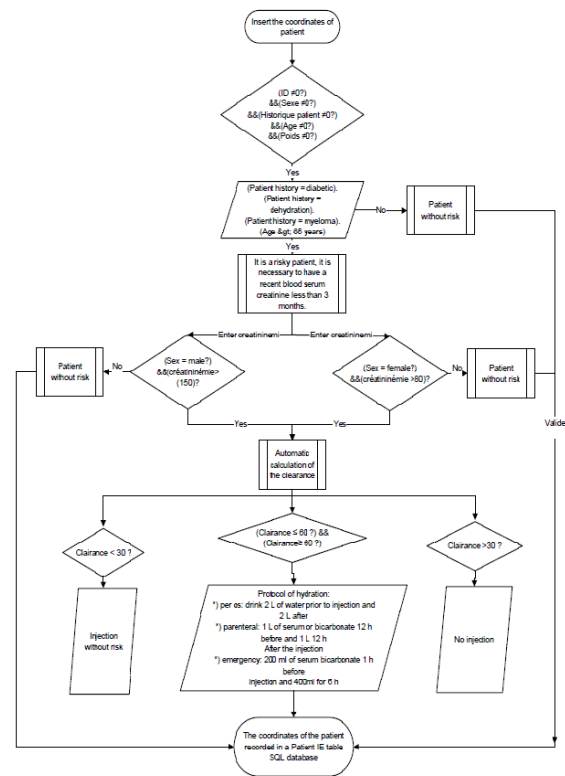 Insert the coordinates of
patient
(ID ≠0?)
&&(Sexe ≠0?)
&&(Historique patient ≠0?)
&&(Age ≠0?)
&&(Poids ≠0?)
Yes
(Patient history = diabetic).
(Patient history =
dehydration).
(Patient history = myeloma).
(Age &gt; 65 years)
No
Patient
without risk
Yes
It is a risky patient, it is
necessary to have a
recent blood serum
creatinine less than 3
months.
Enter creatininemi
Enter creatininemi
Patient
without risk
No
(Sex = male?)
&&(créatininémie>
(150)?
(Sex = female?)
&&(créatininémie >80)?
No
Patient
without risk
Valide
Yes
Yes
Automatic
calculation of
the clearance
Clairance < 30 ?
(Clairance ≤ 60 ?) &&
(Clairance≥ 60 ?)
Clairance >30 ?
Injection
without risk
Protocol of hydration:
*) per os: drink 2 L of water prior to injection and
2 L after
*) parenteral: 1 L of serum or bicarbonate 12 h
before and 1 L 12 h
After the injection
*) emergency: 200 ml of serum bicarbonate 1 h
before
injection and 400ml for 6 h
No injection
The coordinates of the patient
recorded in a Patient IE table
SQL database